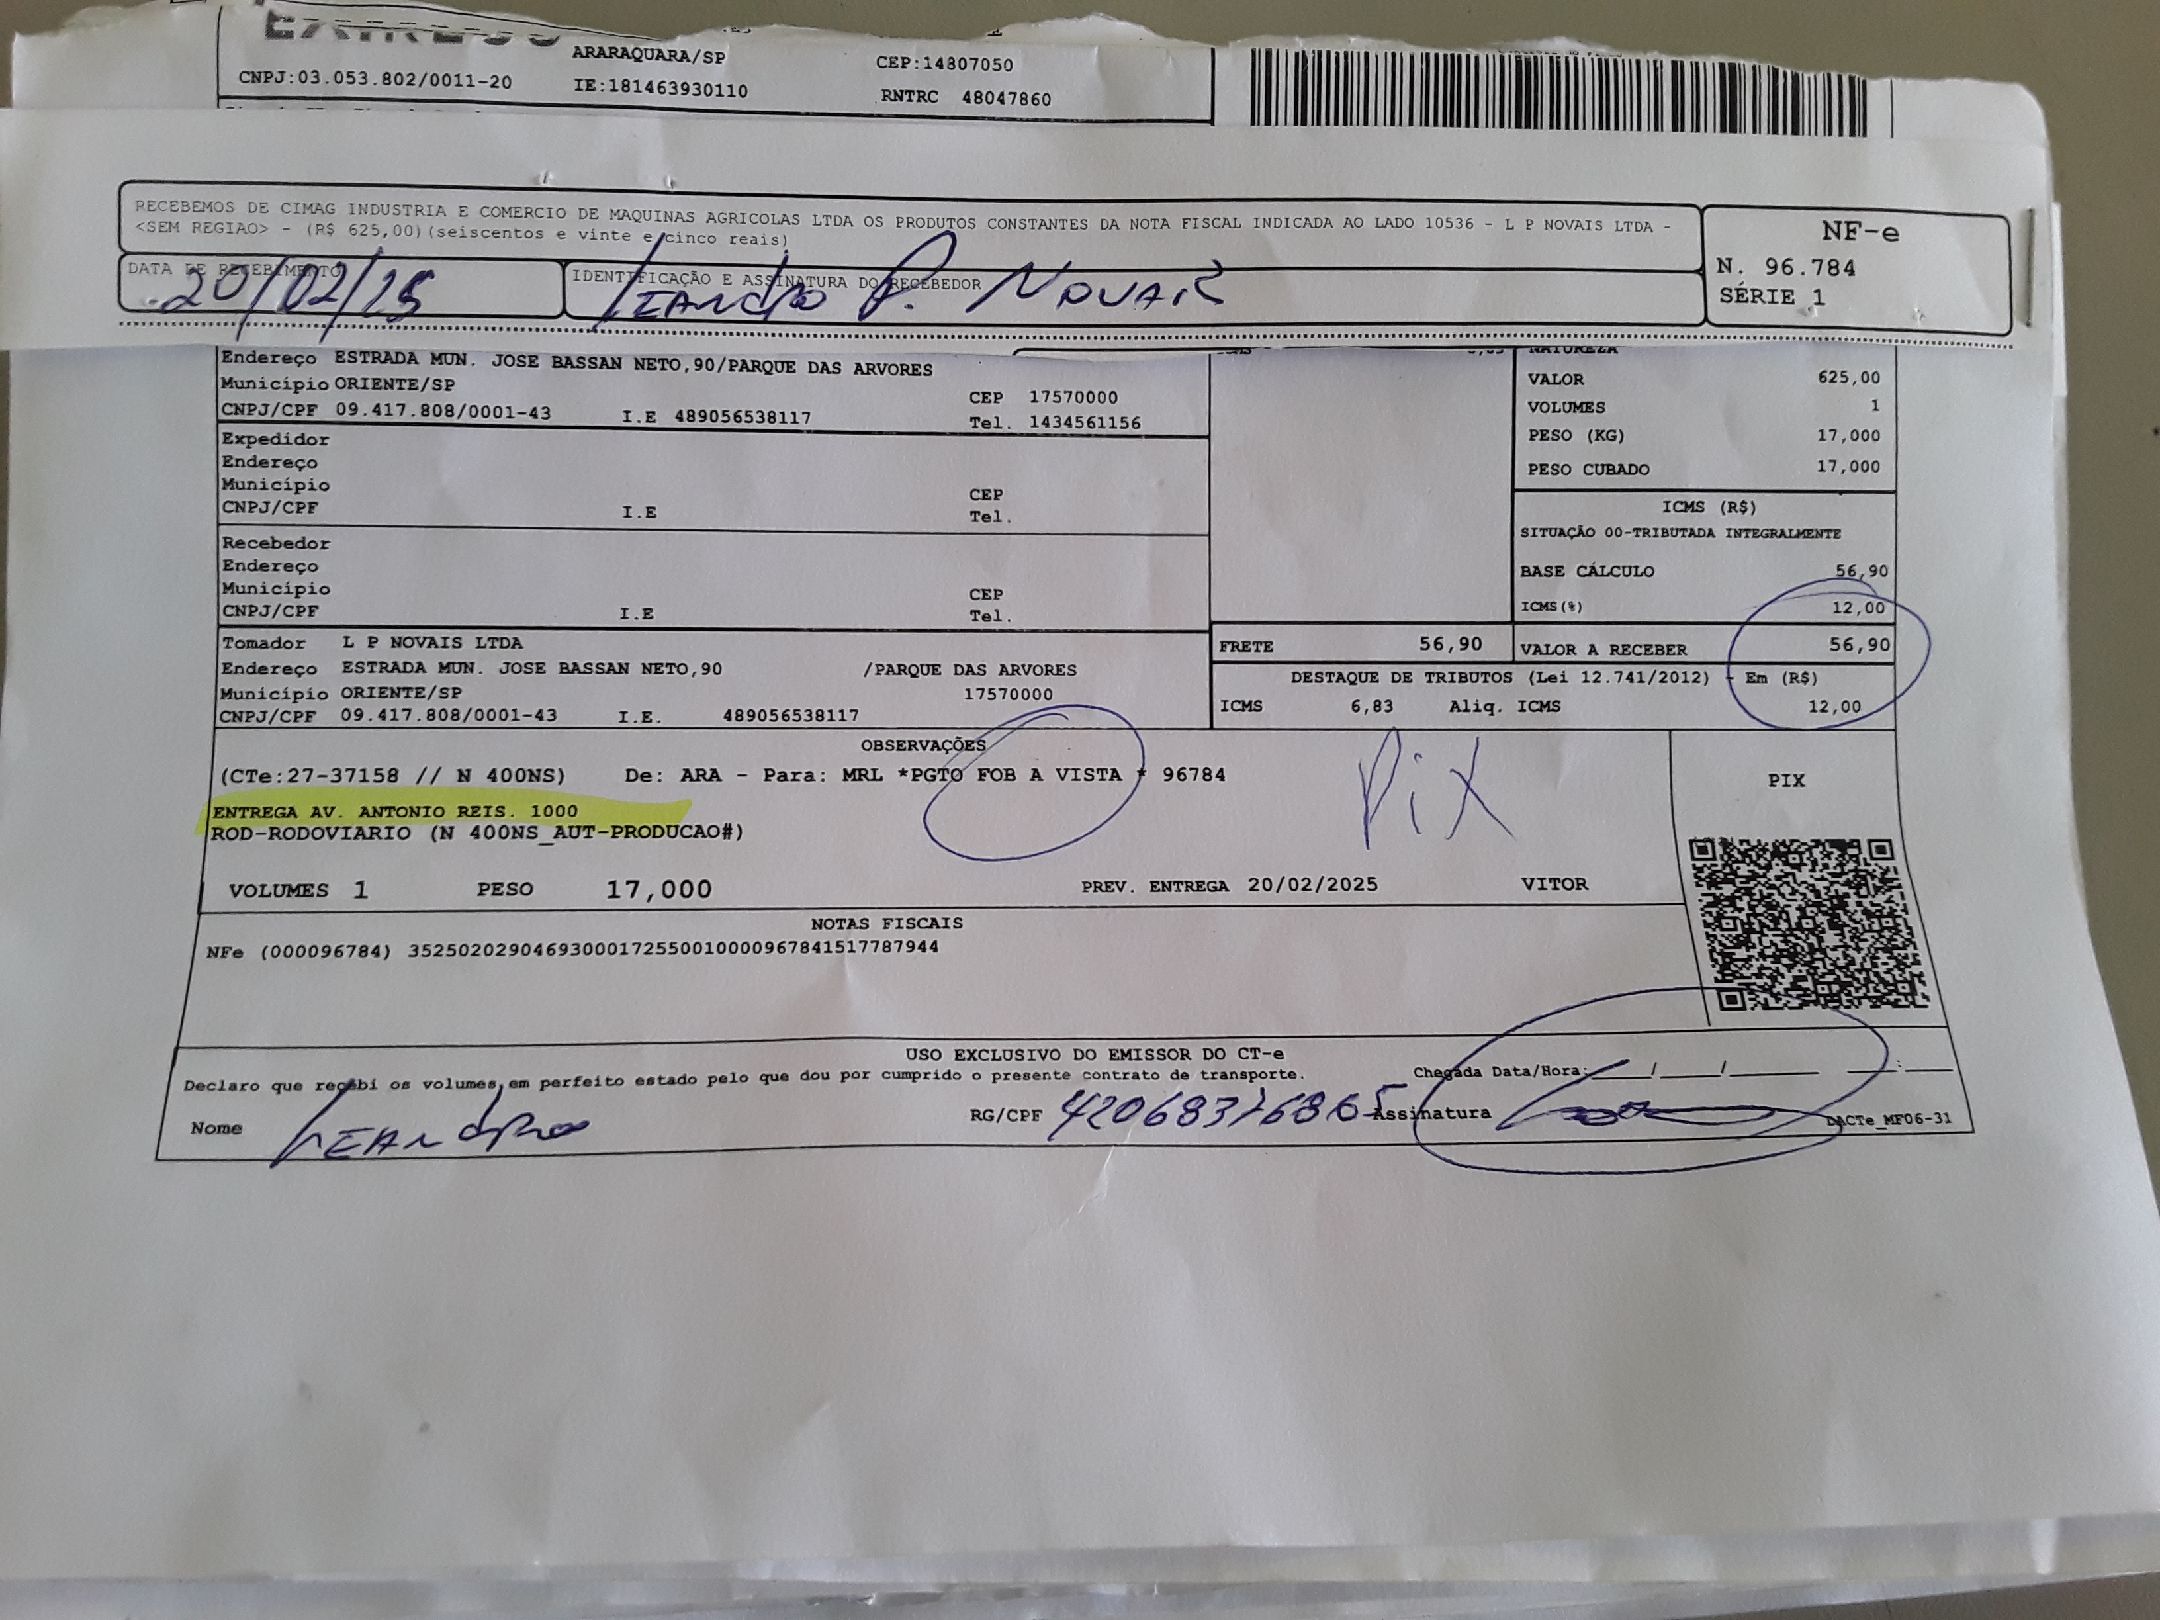 ARARAQUARA/SP CEP:14807050
CNPJ:03.053.802/0011-20 IE:181463930110 RNTRC 48047860
RECEBEMOS DE CIMAG INDUSTRIA E COMERCIO DE MAQUINAS AGRICOLAS LTDA OS PRODUTOS CONSTANTES DA NOTA FISCAL INDICADA AO LADO 10536 - L P NOVAIS LTDA -
<SEM REGIAO> - (R$ 625,00) (seiscentos e vinte e cinco reais)
NF-e
N. 96.784
SÉRIE 1
DATA DE RECEBIMENTO
20/02/25
IDENTIFICAÇÃO E ASSINATURA DO RECEBEDOR
Leandro P. Novais
Endereço ESTRADA MUN. JOSE BASSAN NETO,90/PARQUE DAS ARVORES
Município ORIENTE/SP CEP 17570000
CNPJ/CPF 09.417.808/0001-43 I.E 489056538117 Tel. 1434561156
Expedidor
Endereço
Município CEP
CNPJ/CPF I.E Tel.
Recebedor
Endereço
Município CEP
CNPJ/CPF I.E Tel.
Tomador L P NOVAIS LTDA
Endereço ESTRADA MUN. JOSE BASSAN NETO,90 /PARQUE DAS ARVORES
Município ORIENTE/SP 17570000
CNPJ/CPF 09.417.808/0001-43 I.E. 489056538117
NATUREZA
VALOR 625,00
VOLUMES 1
PESO (KG) 17,000
PESO CUBADO 17,000
ICMS (R$)
SITUAÇÃO 00-TRIBUTADA INTEGRALMENTE
BASE CÁLCULO 56,90
ICMS(%) 12,00
FRETE 56,90 VALOR A RECEBER 56,90
DESTAQUE DE TRIBUTOS (Lei 12.741/2012) - Em (R$)
ICMS 6,83 Aliq. ICMS 12,00
OBSERVAÇÕES
(CTe:27-37158 // N 400NS) De: ARA - Para: MRL *PGTO FOB A VISTA * 96784
ENTREGA AV. ANTONIO REIS. 1000
ROD-RODOVIARIO (N 400NS_AUT-PRODUCAO#)
PIX
PIX
VOLUMES 1 PESO 17,000 PREV. ENTREGA 20/02/2025 VITOR
NOTAS FISCAIS
NFe (000096784) 35250202904693000172550010000967841517787944
USO EXCLUSIVO DO EMISSOR DO CT-e
Declaro que recebi os volumes em perfeito estado pelo que dou por cumprido o presente contrato de transporte. Chegada Data/Hora: / / :
Nome Leandro RG/CPF 42068376865 Assinatura DACTe_MF06-31